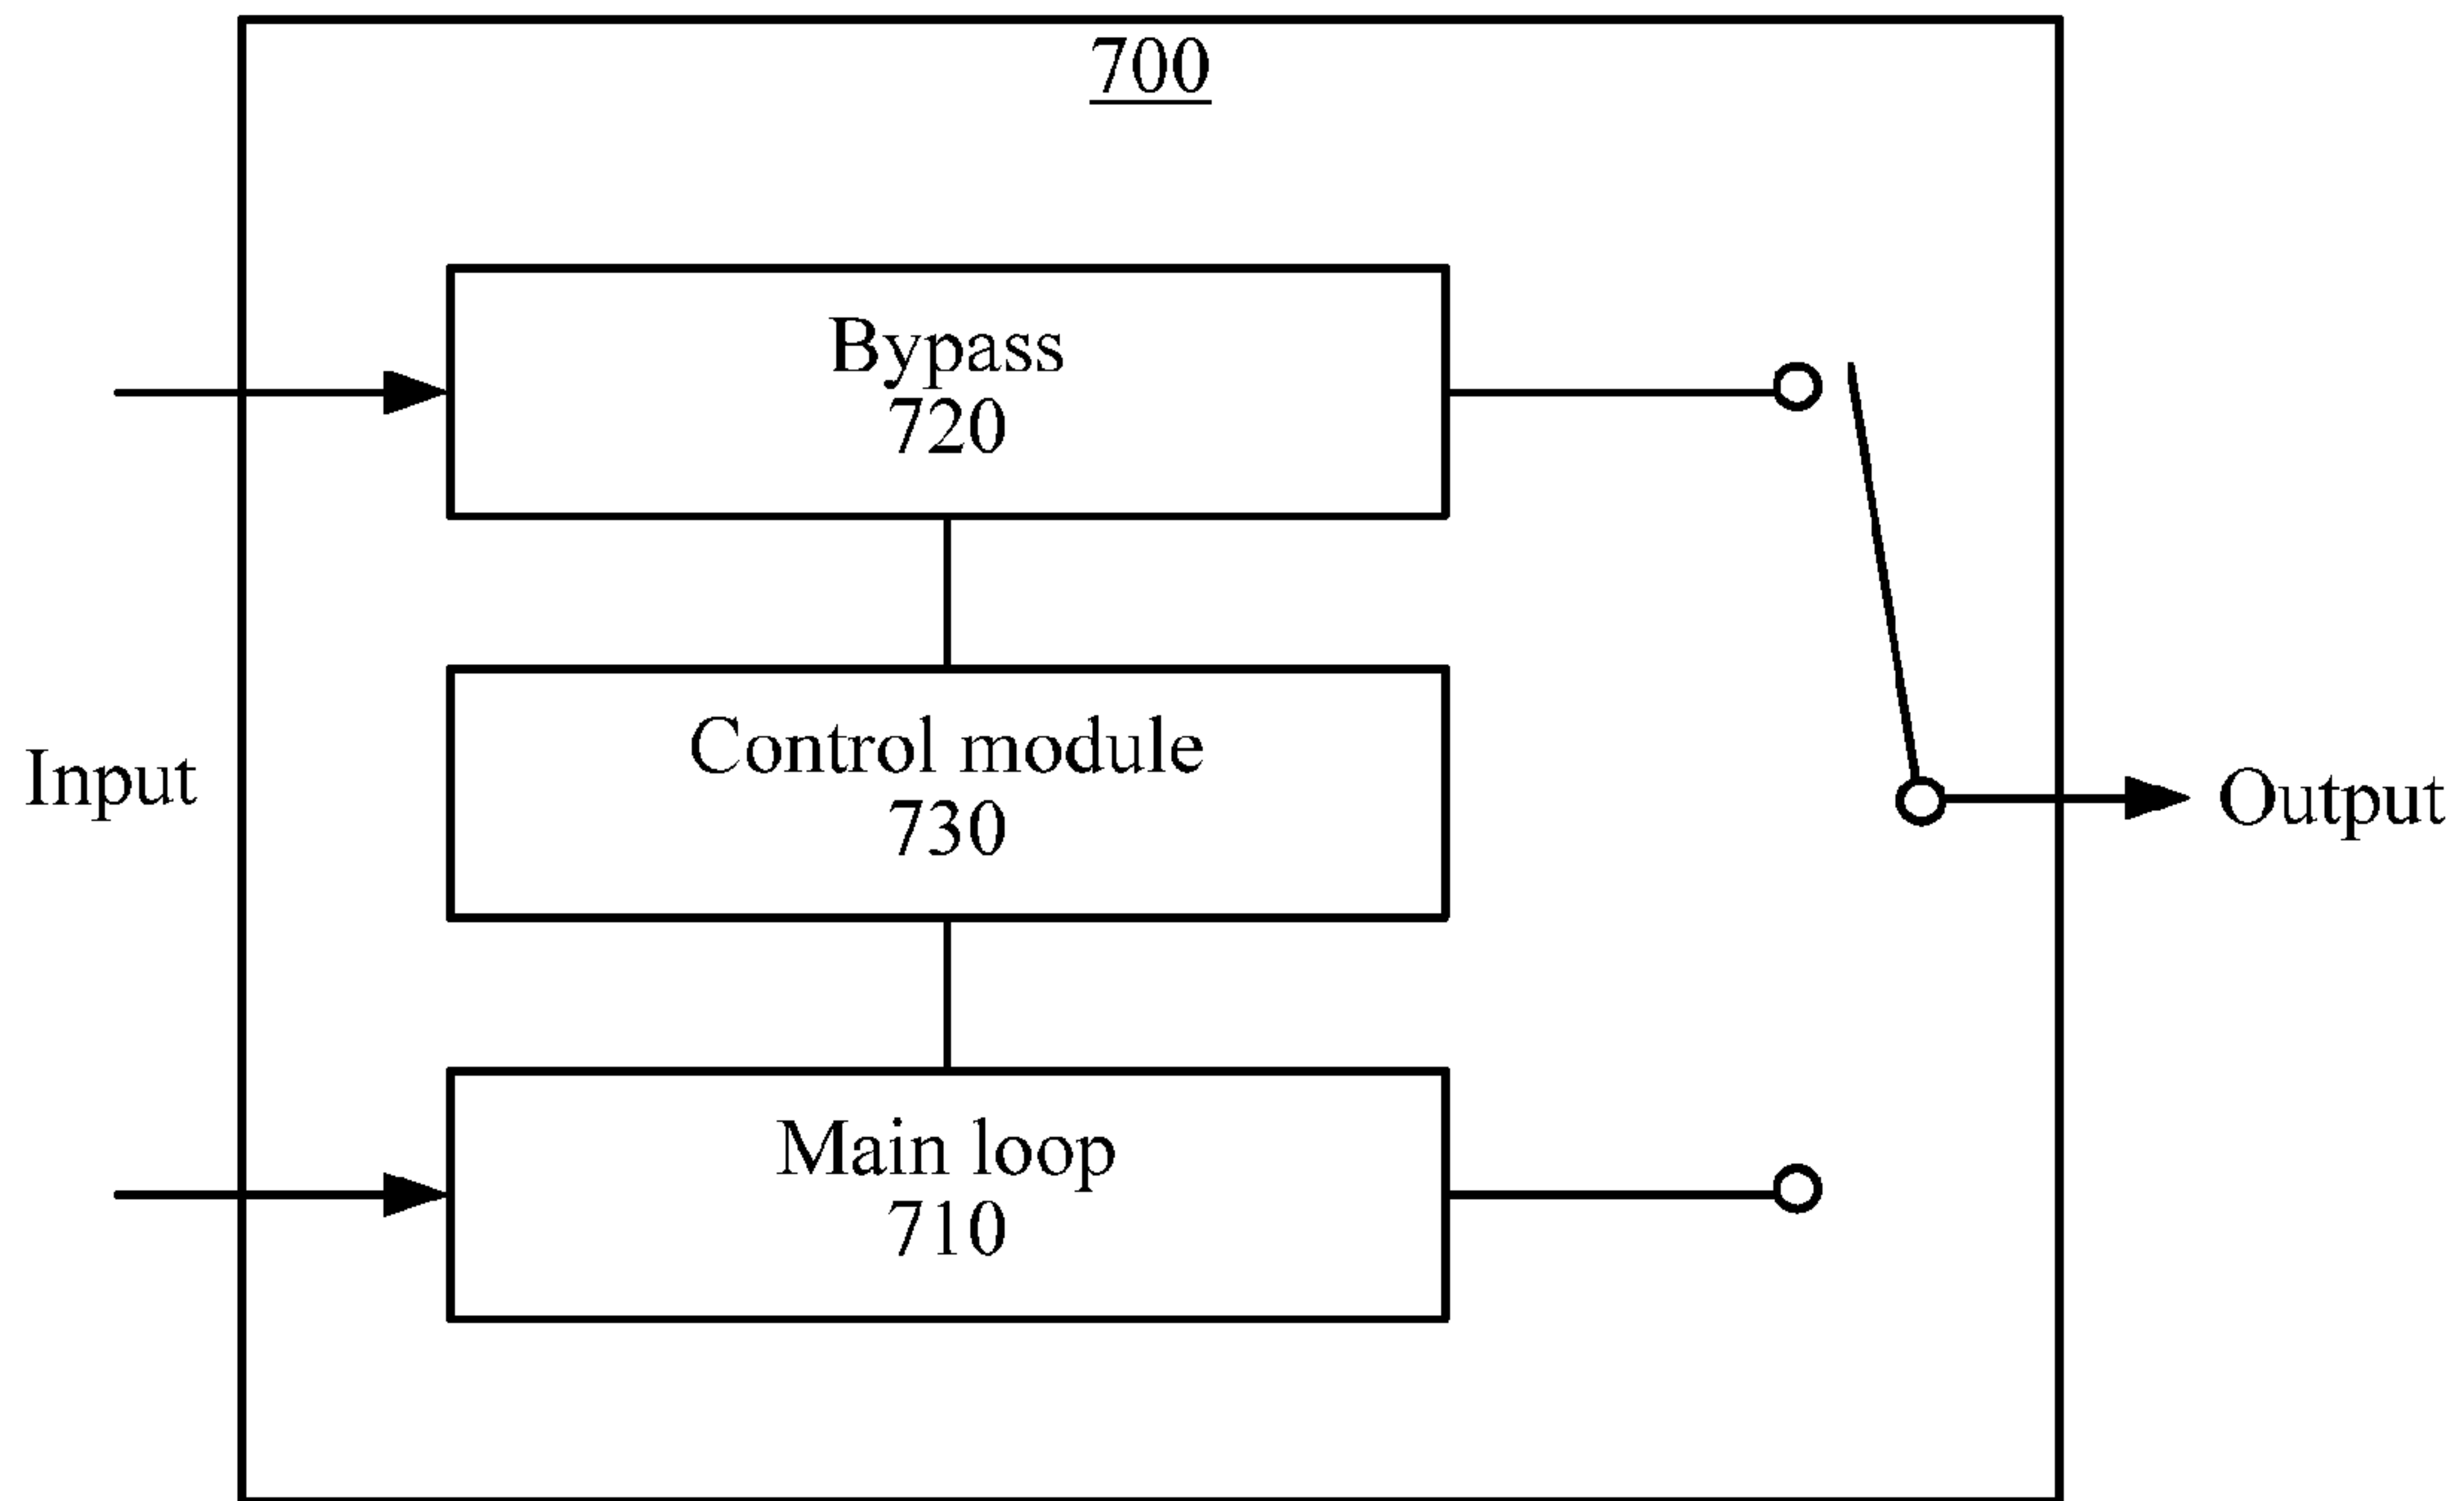 700
Bypass
720
Control module
730
Input
Output
Main loop
710